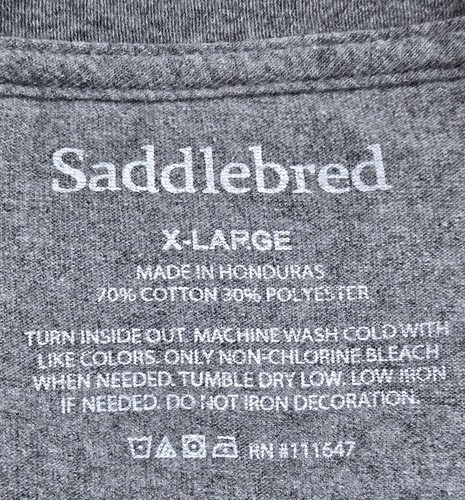 Saddlebred
X-LARGE
MADE IN HONDURAS
70% COTTON 30% POLYESTER
TURN INSIDE OUT. MACHINE WASH COLD WITH
LIKE COLORS. ONLY NON-CHLORINE BLEACH
WHEN NEEDED. TUMBLE DRY LOW. LOW IRON
IF NEEDED. DO NOT IRON DECORATION.
RN #111647